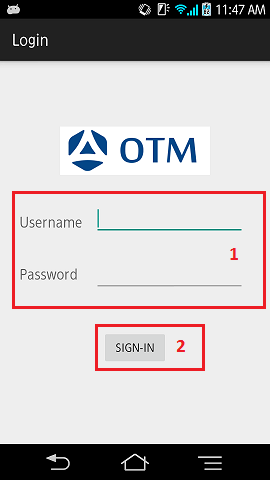 11:47 AM
Login
OTM
Username
1
Password
SIGN-IN 2